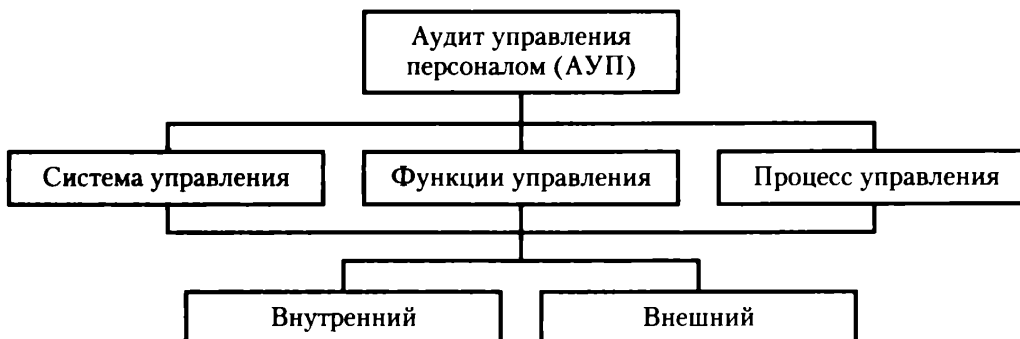 Аудит управления
персоналом (АУП)
Система управления
Функции управления
Процесс управления
Внутренний
Внешний